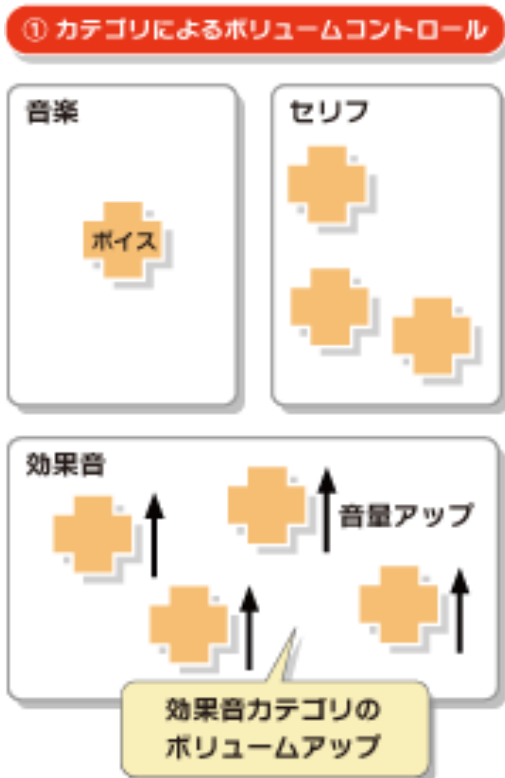 ① カテゴリによるボリュームコントロール
音楽
ボイス
セリフ
効果音
音量アップ
効果音カテゴリの
ボリュームアップ